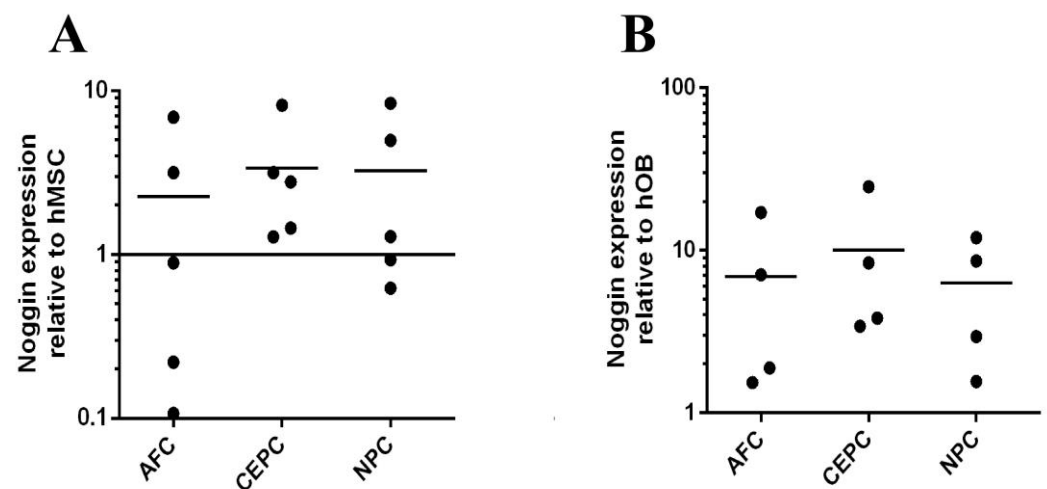 A
Noggin expression
relative to hMSC
10
1
0.1
AFC
CEPC
NPC
B
Noggin expression
relative to hOB
100
10
1
AFC
CEPC
NPC